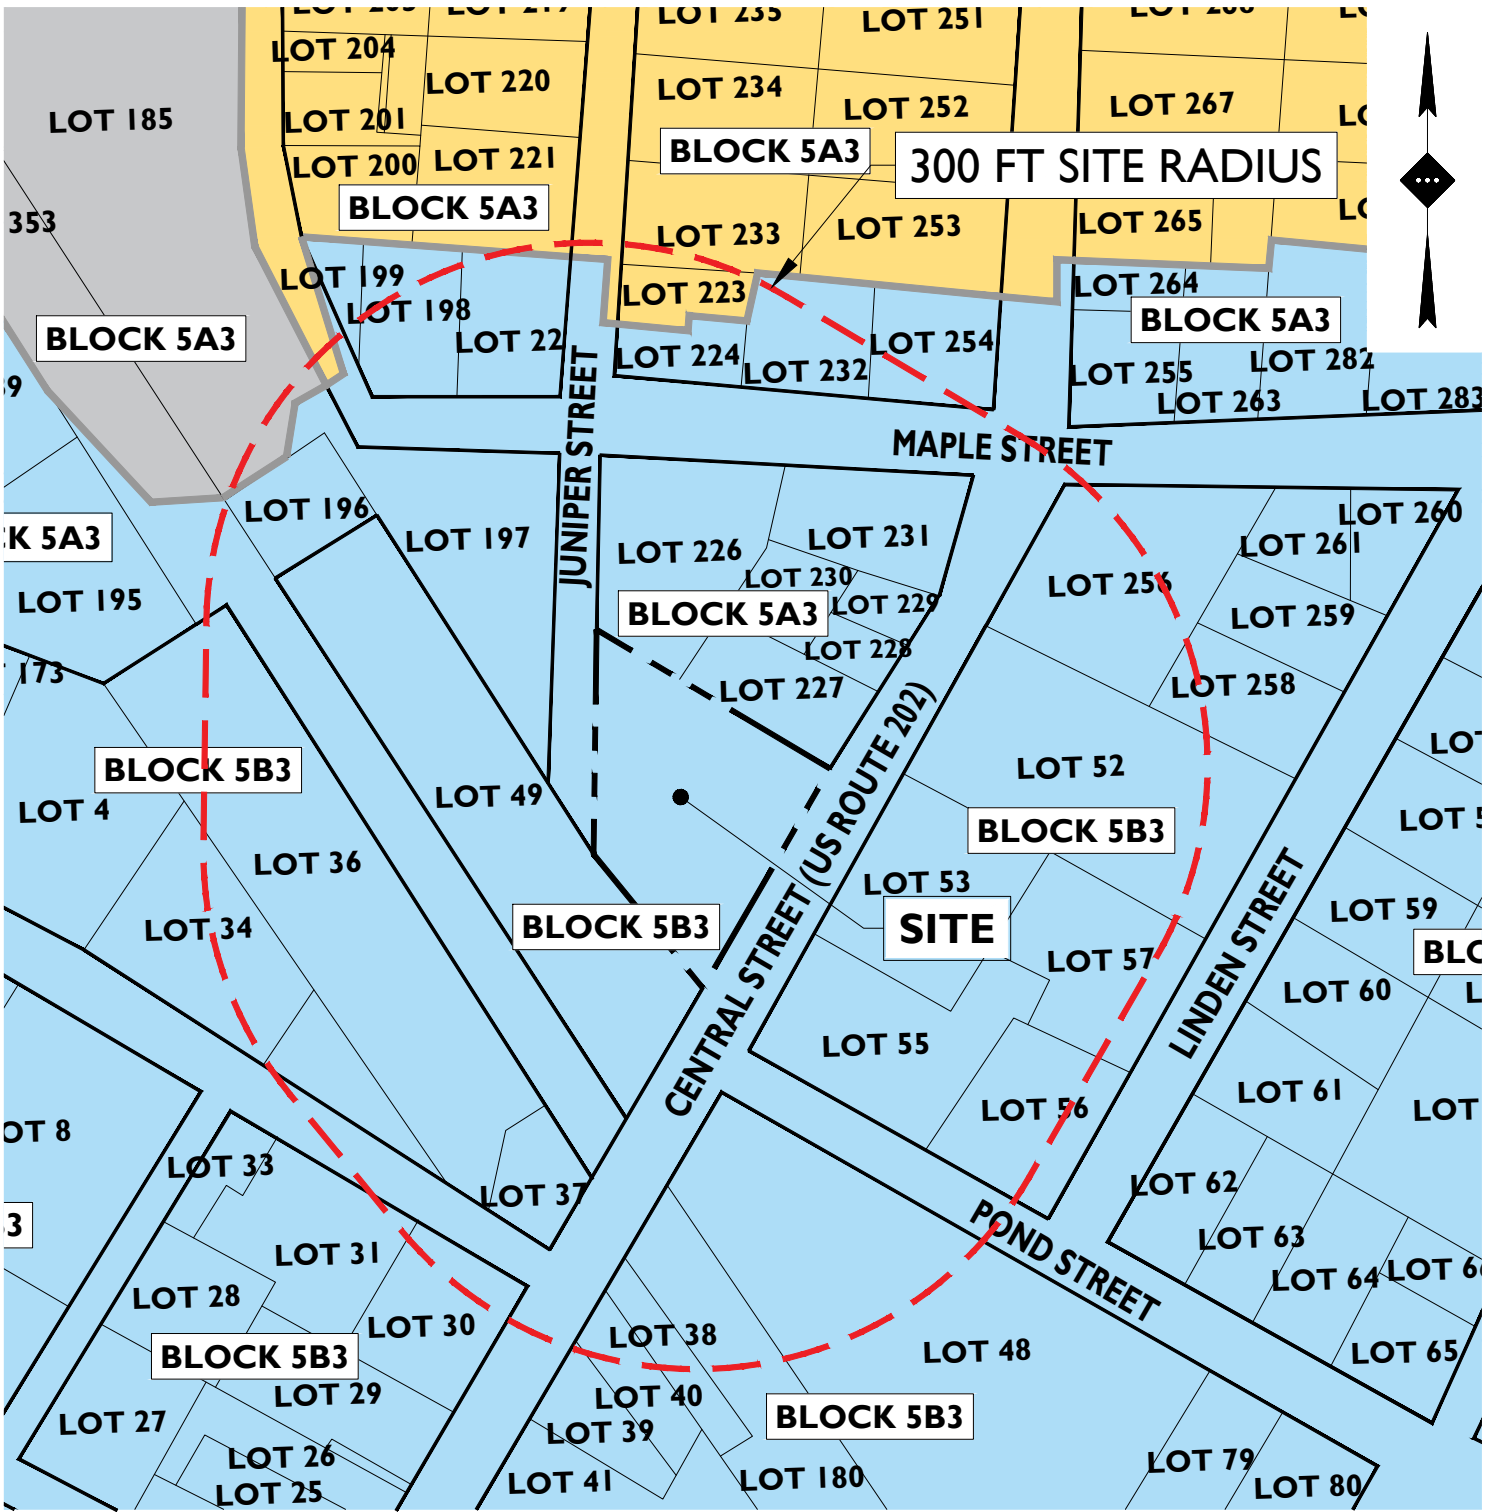 LOT 235
LOT 251
LOT 204
LOT 220
LOT 234
LOT 252
LOT 267
LOT 185
LOT 201
LOT 200
LOT 221
BLOCK 5A3
300 FT SITE RADIUS
BLOCK 5A3
353
LOT 233
LOT 253
LOT 265
LOT 199
LOT 198
LOT 223
LOT 264
BLOCK 5A3
BLOCK 5A3
LOT 22
LOT 224
LOT 232
LOT 254
LOT 255
LOT 282
LOT 263
LOT 283
JUNIPER STREET
MAPLE STREET
LOT 196
LOT 197
CK 5A3
LOT 226
LOT 231
LOT 260
LOT 261
LOT 230
LOT 256
LOT 195
BLOCK 5A3
LOT 229
LOT 259
LOT 228
173
LOT 227
LOT 258
BLOCK 5B3
LOT 52
LOT 4
LOT 49
BLOCK 5B3
LOT 36
LOT 53
CENTRAL STREET (US ROUTE 202)
LINDEN STREET
LOT 34
BLOCK 5B3
SITE
LOT 59
LOT 57
LOT 60
LOT 55
LOT 61
LOT 56
LOT
LOT 33
LOT 37
LOT 62
POND STREET
LOT 31
LOT 63
LOT 64
LOT 28
LOT 30
LOT 38
LOT 48
LOT 65
BLOCK 5B3
LOT 29
LOT 40
LOT 27
LOT 39
BLOCK 5B3
LOT 26
LOT 25
LOT 41
LOT 180
LOT 79
LOT 80